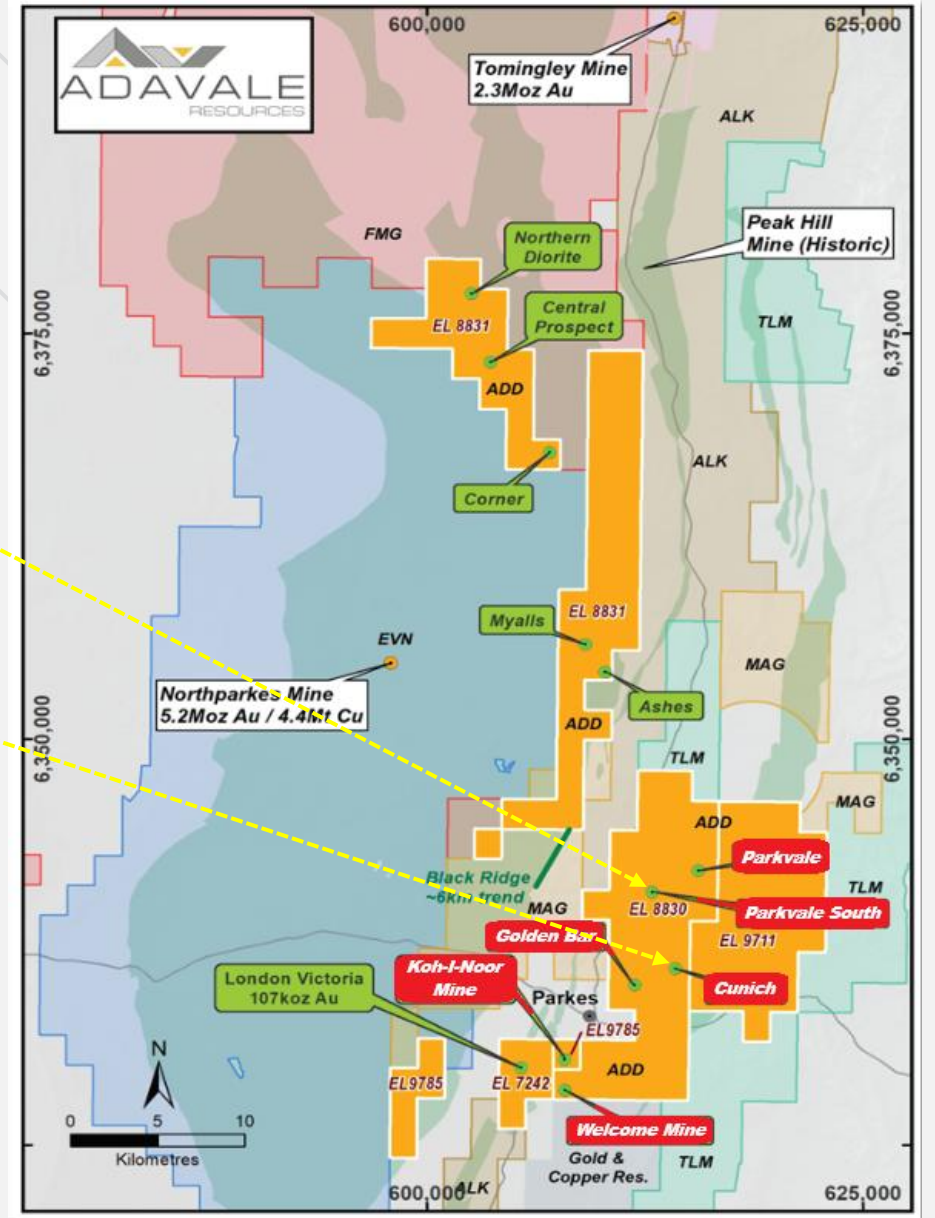 600,000
625,000
ADAVALE
RESOURCES
Tomingley Mine
2.3Moz Au
ALK
Peak Hill
Mine (Historic)
FMG
Northern
Diorite
6,375,000
EL 8831
Central
Prospect
TLM
6,375,000
ADD
ALK
Corner
EL 8831
Myalls
EVN
MAG
Northparkes Mine
5.2Moz Au / 4.4Mt Cu
Ashes
6,350,000
ADD
6,350,000
TLM
MAG
ADD
Parkvale
Black Ridge
~6km trend
TLM
MAG
EL 8830
Parkvale South
Golden Bar
EL 9711
Koh-I-Noor
Mine
London Victoria
107koz Au
Cunich
Parkes
EL9785
N
ADD
EL9785
EL 7242
0 5 10
Kilometres
Welcome Mine
Gold &
Copper Res.
TLM
ALK
600,000
625,000